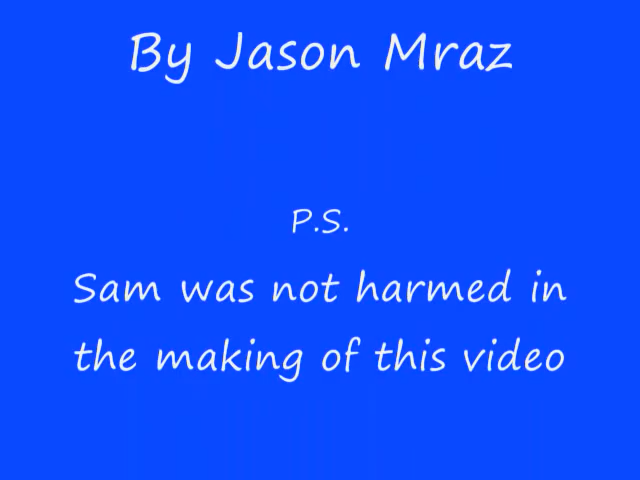 By Jason Mraz
P.S.
Sam was not harmed in
the making of this video